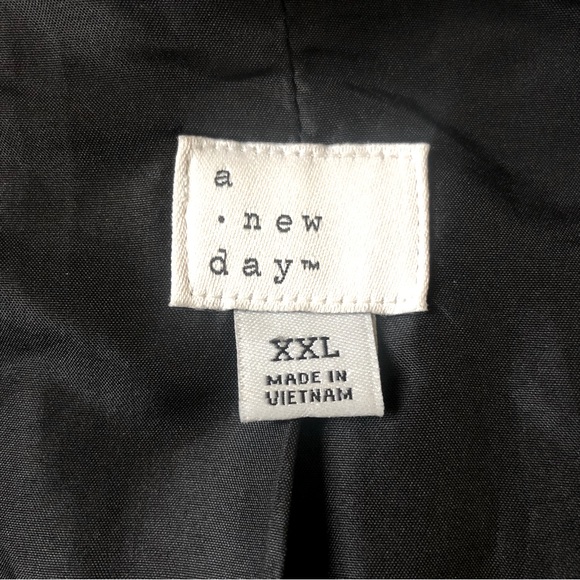 a
· new
day™
XXL
MADE IN
VIETNAM